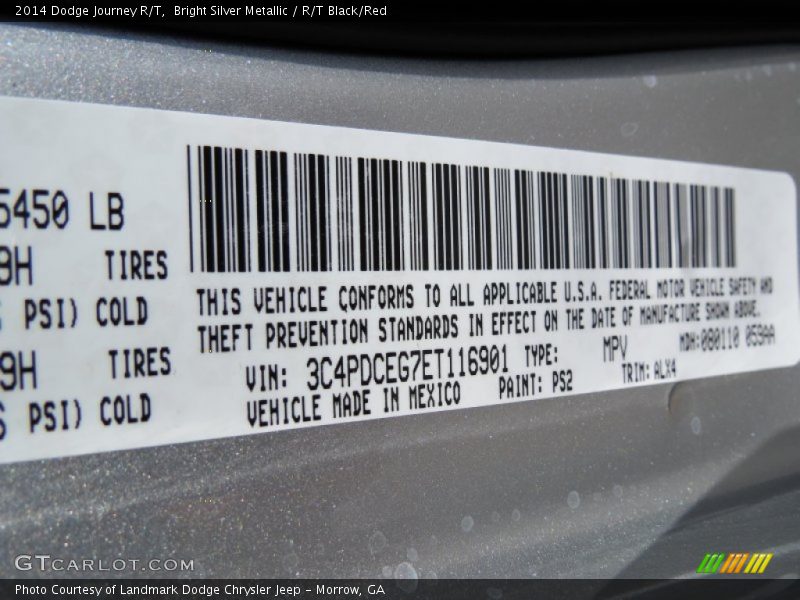 2014 Dodge Journey R/T,  Bright Silver Metallic / R/T Black/Red
5450 LB
9H TIRES
PSI) COLD
9H TIRES
PSI) COLD
THIS VEHICLE CONFORMS TO ALL APPLICABLE U.S.A. FEDERAL MOTOR VEHICLE SAFETY AND
THEFT PREVENTION STANDARDS IN EFFECT ON THE DATE OF MANUFACTURE SHOWN ABOVE.
VIN: 3C4PDCEG7ET116901 TYPE: MPV MDH: 080110 059AA
VEHICLE MADE IN MEXICO PAINT: PS2 TRIM: ALX4
GTCARLOT.COM
Photo Courtesy of Landmark Dodge Chrysler Jeep – Morrow, GA